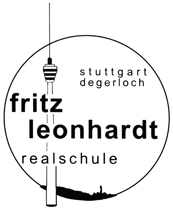 stuttgart
degerloch
fritz
leonhardt
realschule